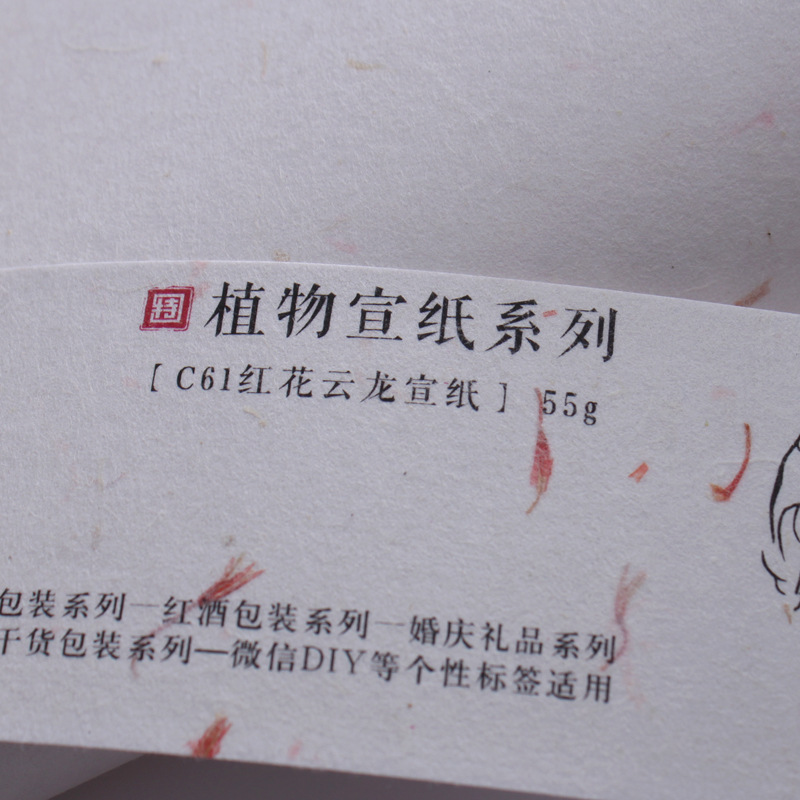 特
植物宣纸系列
[ C61红花云龙宣纸 ] 55g
包装系列—红酒包装系列—婚庆礼品系列
干货包装系列—微信DIY等个性标签适用